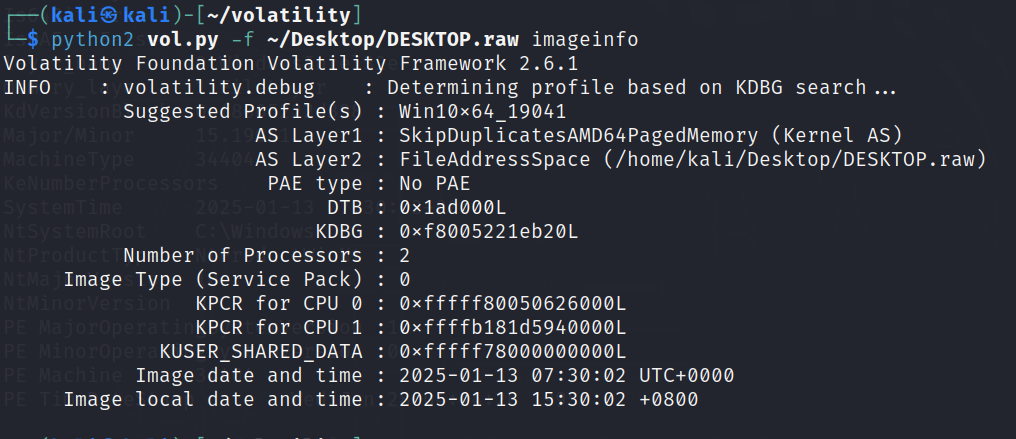 ┌──(kali㉿kali)-[~/volatility]
└─$ python2 vol.py -f ~/Desktop/DESKTOP.raw imageinfo
Volatility Foundation Volatility Framework 2.6.1
INFO    : volatility.debug    : Determining profile based on KDBG search...
Suggested Profile(s) : Win10x64_19041
AS Layer1 : SkipDuplicatesAMD64PagedMemory (Kernel AS)
AS Layer2 : FileAddressSpace (/home/kali/Desktop/DESKTOP.raw)
PAE type : No PAE
DTB : 0x1ad000L
KDBG : 0xf8005221eb20L
Number of Processors : 2
Image Type (Service Pack) : 0
KPCR for CPU 0 : 0xfffff80050626000L
KPCR for CPU 1 : 0xffffb181d5940000L
KUSER_SHARED_DATA : 0xfffff78000000000L
Image date and time : 2025-01-13 07:30:02 UTC+0000
Image local date and time : 2025-01-13 15:30:02 +0800